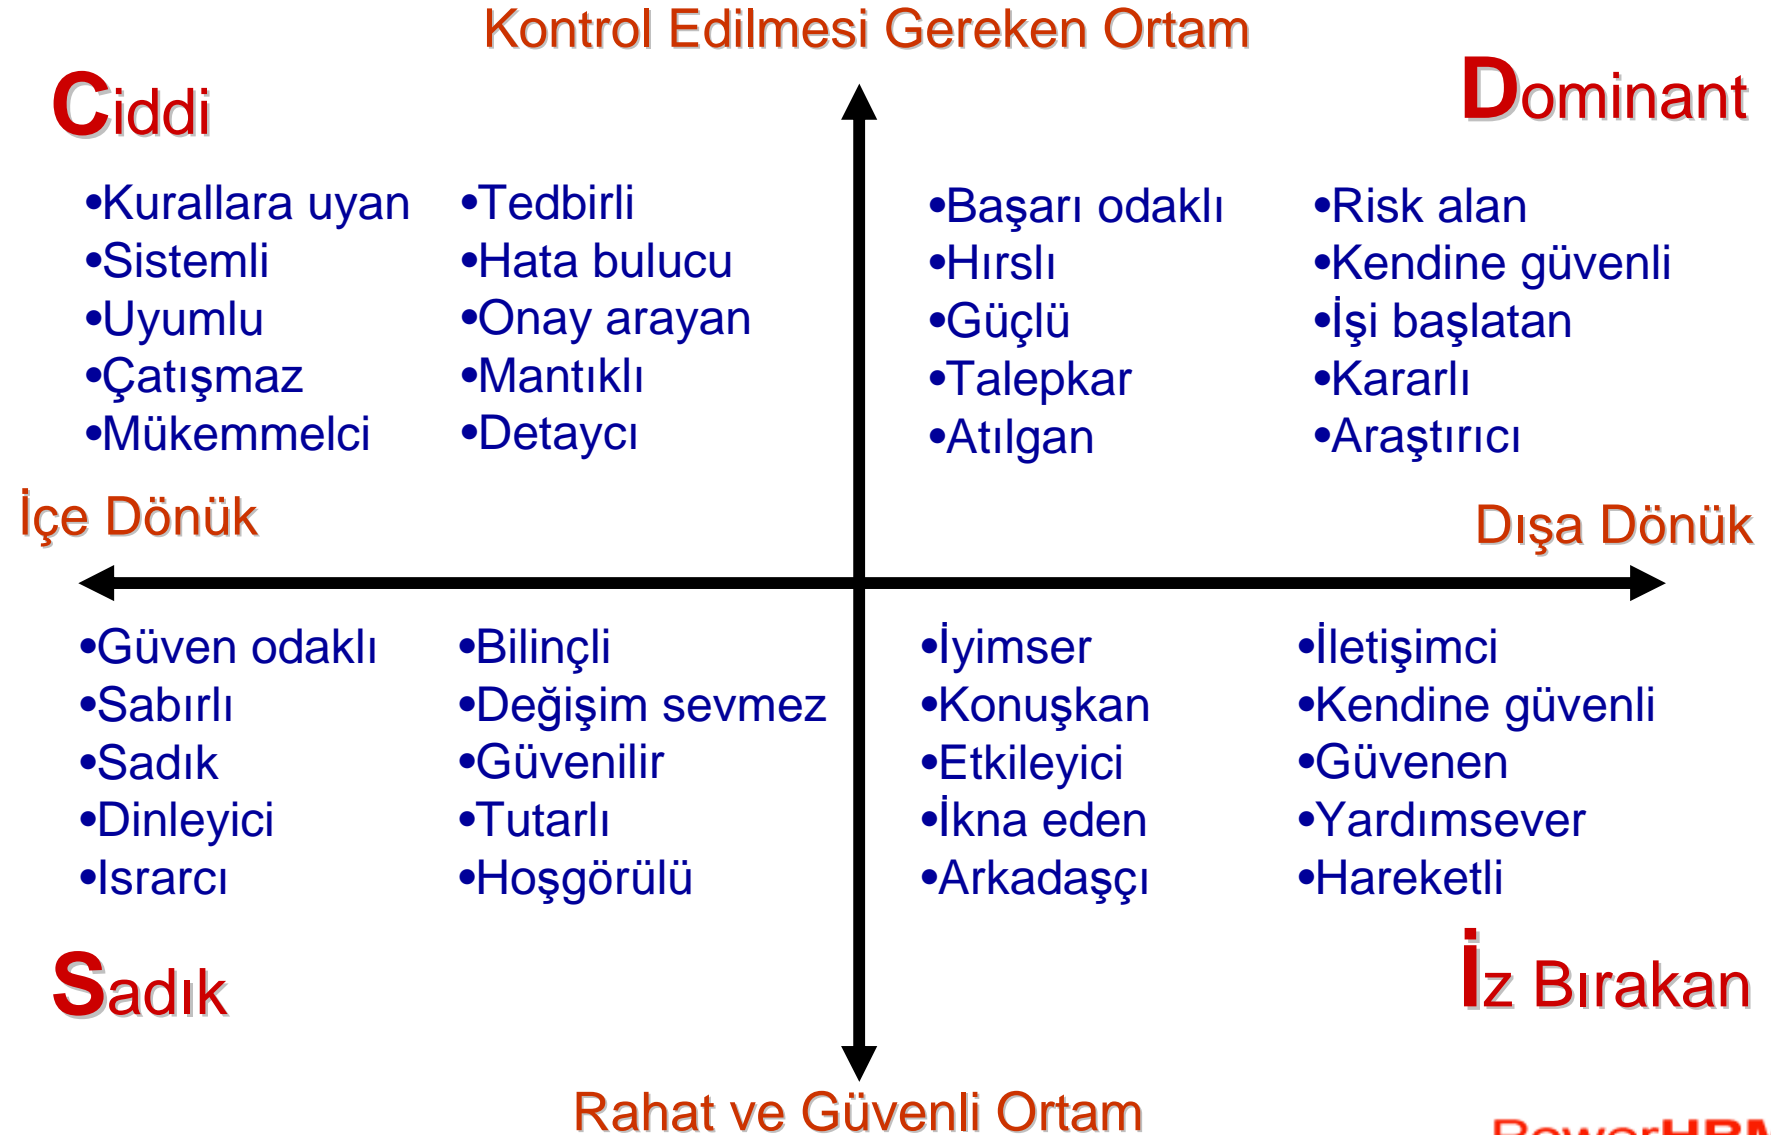 Kontrol Edilmesi Gereken Ortam
Ciddi
Dominant
•Kurallara uyan
•Sistemli
•Uyumlu
•Çatışmaz
•Mükemmelci
•Tedbirli
•Hata bulucu
•Onay arayan
•Mantıklı
•Detaycı
•Başarı odaklı
•Hırslı
•Güçlü
•Talepkar
•Atılgan
•Risk alan
•Kendine güvenli
•İşi başlatan
•Kararlı
•Araştırıcı
İçe Dönük
Dışa Dönük
•Güven odaklı
•Sabırlı
•Sadık
•Dinleyici
•Israrcı
•Bilinçli
•Değişim sevmez
•Güvenilir
•Tutarlı
•Hoşgörülü
•İyimser
•Konuşkan
•Etkileyici
•İkna eden
•Arkadaşçı
•İletişimci
•Kendine güvenli
•Güvenen
•Yardımsever
•Hareketli
Sadık
İz Bırakan
Rahat ve Güvenli Ortam